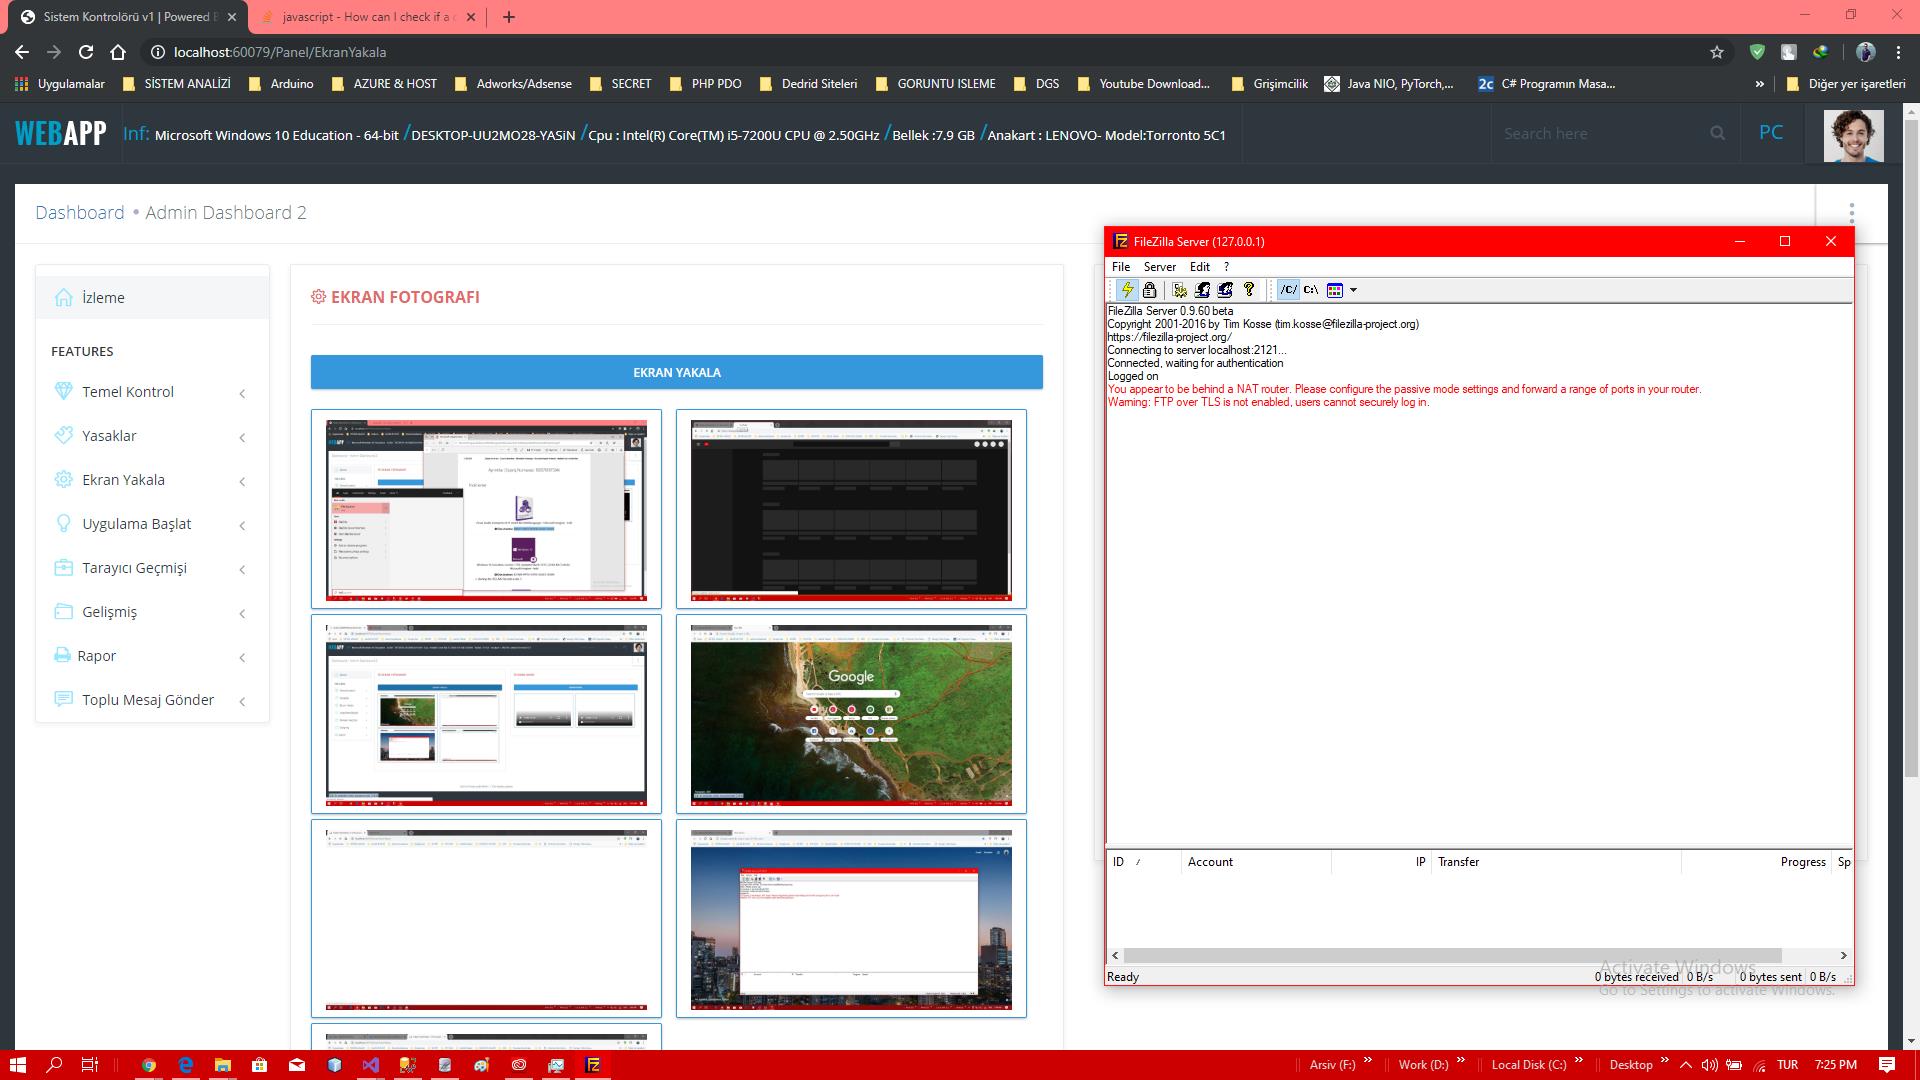 Sistem Kontrolörü v1 | Powered B
javascript - How can I check if a
localhost:60079/Panel/EkranYakala
Uygulamalar
SİSTEM ANALİZİ
Arduino
AZURE & HOST
Adworks/Adsense
SECRET
PHP PDO
Dedrid Siteleri
GORUNTU ISLEME
DGS
Youtube Download...
Grişimcilik
Java NIO, PyTorch,...
2c C# Programın Masa...
»
Diğer yer işaretleri
WEBAPP
Inf: Microsoft Windows 10 Education - 64-bit /DESKTOP-UU2MO28-YASiN /Cpu : Intel(R) Core(TM) i5-7200U CPU @ 2.50GHz /Bellek :7.9 GB /Anakart : LENOVO- Model:Torronto 5C1
Search here
PC
Dashboard • Admin Dashboard 2
İzleme
FEATURES
Temel Kontrol
Yasaklar
Ekran Yakala
Uygulama Başlat
Tarayıcı Geçmişi
Gelişmiş
Rapor
Toplu Mesaj Gönder
EKRAN FOTOGRAFI
EKRAN YAKALA
Google
FileZilla Server (127.0.0.1)
File Server Edit ?
/C/ C:\
FileZilla Server 0.9.60 beta
Copyright 2001-2016 by Tim Kosse (tim.kosse@filezilla-project.org)
https://filezilla-project.org/
Connecting to server localhost:2121...
Connected, waiting for authentication
Logged on
You appear to be behind a NAT router. Please configure the passive mode settings and forward a range of ports in your router.
Warning: FTP over TLS is not enabled, users cannot securely log in.
ID / Account IP Transfer Progress Sp
Ready 0 bytes received 0 B/s 0 bytes sent 0 B/s
Activate Windows
Go to Settings to activate Windows.
Arsiv (F:) »
Work (D:) »
Local Disk (C:) »
Desktop »
TUR
7:25 PM